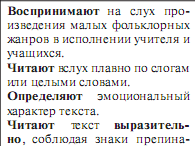 Воспринимают на слух про-
изведения малых фольклорных
жанров в исполнении учителя и
учащихся.
Читают вслух плавно по слогам
или целыми словами.
Определяют эмоциональный
характер текста.
Читают текст выразитель-
но, соблюдая знаки препина-